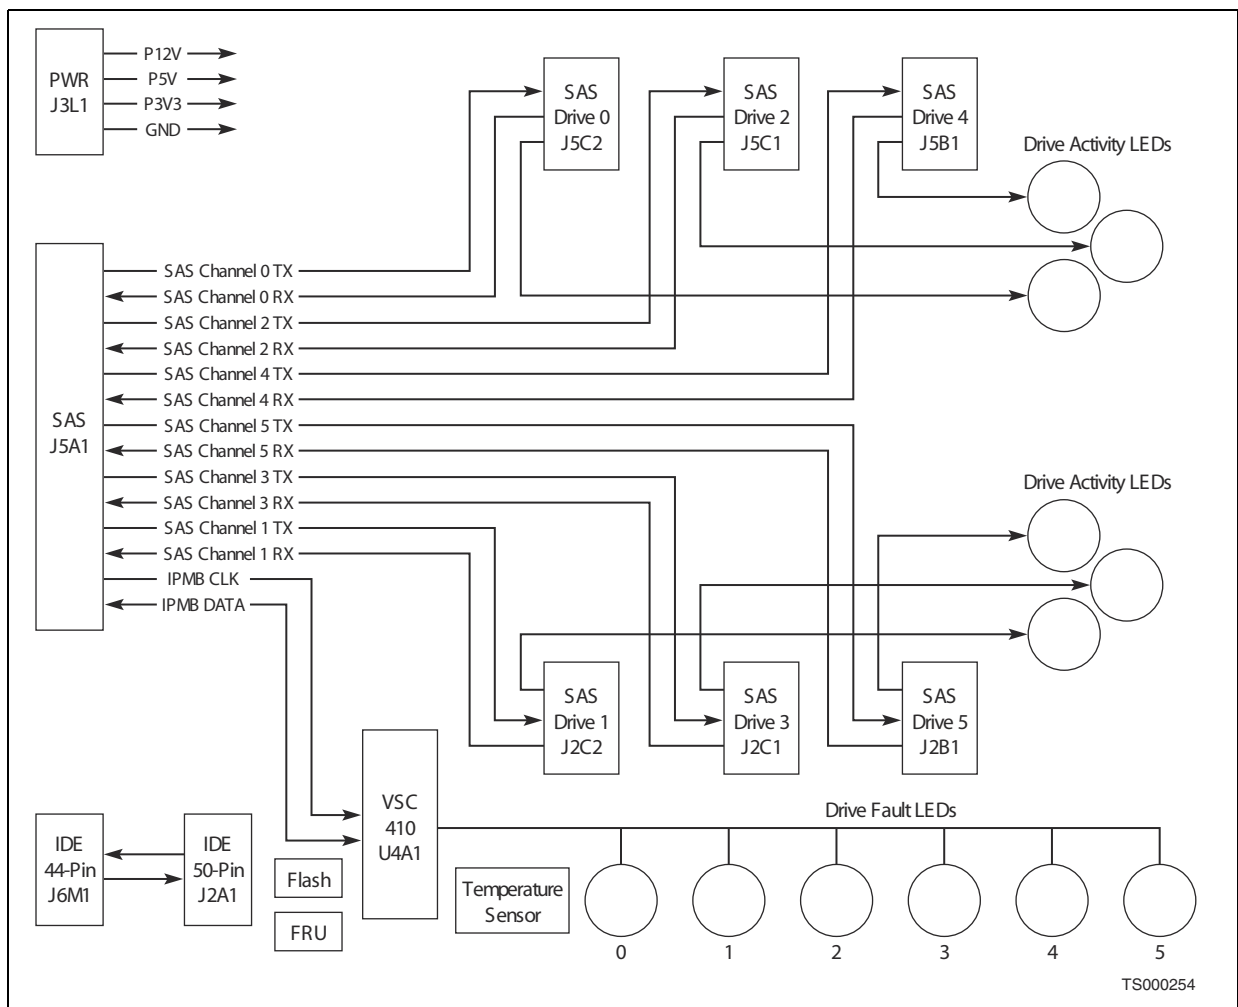 PWR
J3L1
P12V
P5V
P3V3
GND
SAS
Drive 0
J5C2
SAS
Drive 2
J5C1
SAS
Drive 4
J5B1
Drive Activity LEDs
SAS
J5A1
SAS Channel 0 TX
SAS Channel 0 RX
SAS Channel 2 TX
SAS Channel 2 RX
SAS Channel 4 TX
SAS Channel 4 RX
SAS Channel 5 TX
SAS Channel 5 RX
SAS Channel 3 TX
SAS Channel 3 RX
SAS Channel 1 TX
SAS Channel 1 RX
IPMB CLK
IPMB DATA
Drive Activity LEDs
SAS
Drive 1
J2C2
SAS
Drive 3
J2C1
SAS
Drive 5
J2B1
IDE
44-Pin
J6M1
IDE
50-Pin
J2A1
Flash
FRU
VSC
410
U4A1
Temperature
Sensor
Drive Fault LEDs
0
1
2
3
4
5
TS000254